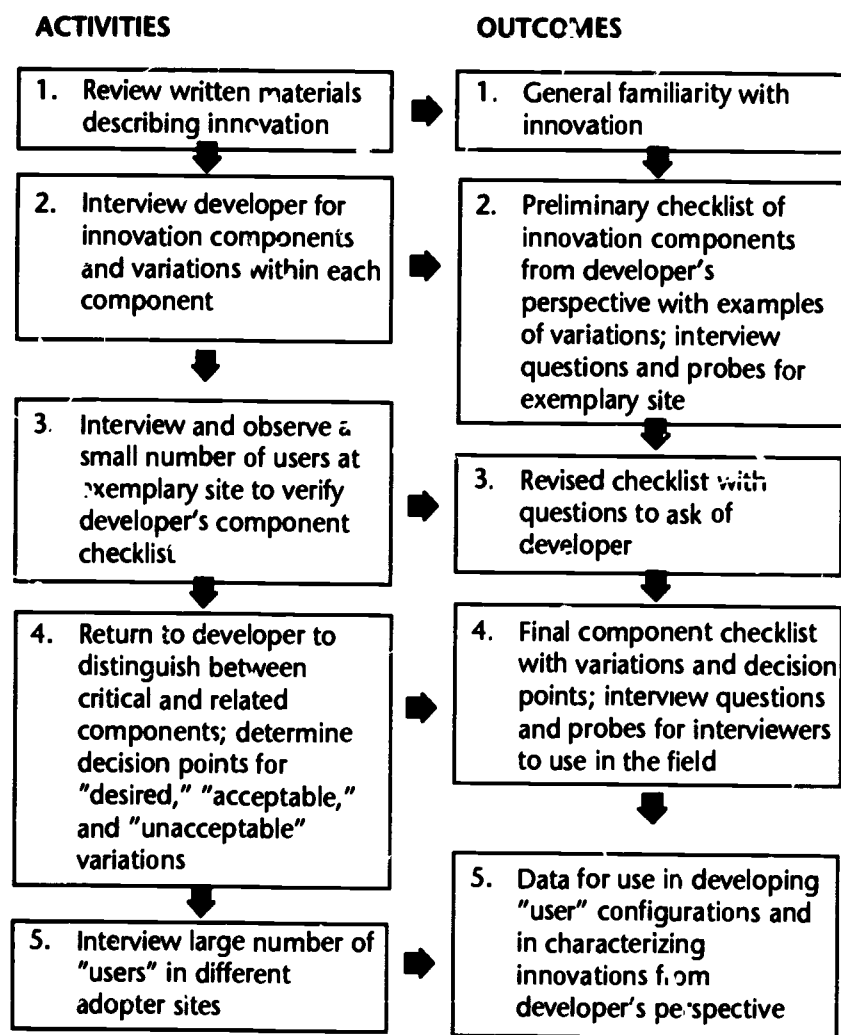 ACTIVITIES
OUTCOMES
1. Review written materials
describing innovation
1. General familiarity with
innovation
2. Interview developer for
innovation components
and variations within each
component
2. Preliminary checklist of
innovation components
from developer's
perspective with examples
of variations; interview
questions and probes for
exemplary site
3. Interview and observe a
small number of users at
exemplary site to verify
developer's component
checklist
3. Revised checklist with
questions to ask of
developer
4. Return to developer to
distinguish between
critical and related
components; determine
decision points for
"desired," "acceptable,"
and "unacceptable"
variations
4. Final component checklist
with variations and decision
points; interview questions
and probes for interviewers
to use in the field
5. Interview large number of
"users" in different
adopter sites
5. Data for use in developing
"user" configurations and
in characterizing
innovations from
developer's perspective